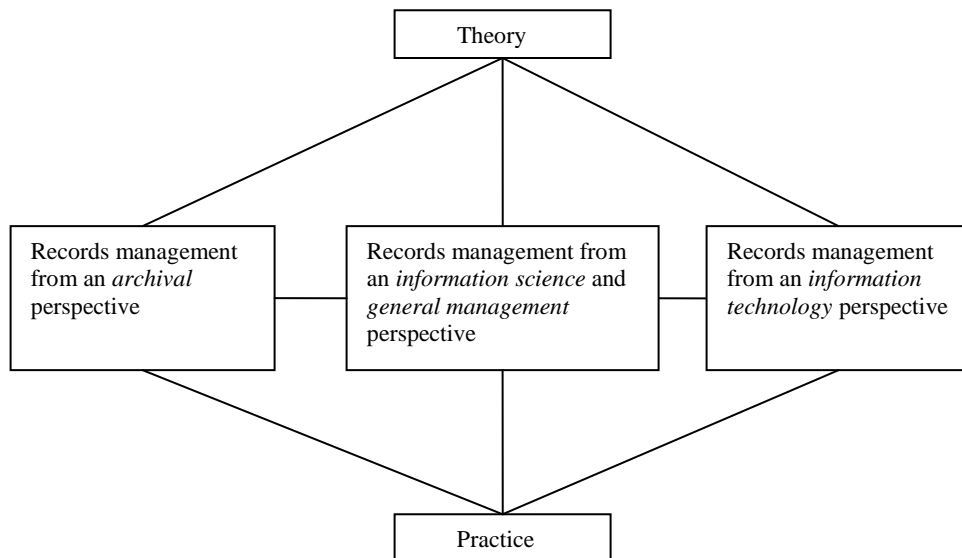 Theory
Records management
from an archival
perspective
Records management from
an information science and
general management
perspective
Records management
from an information
technology perspective
Practice